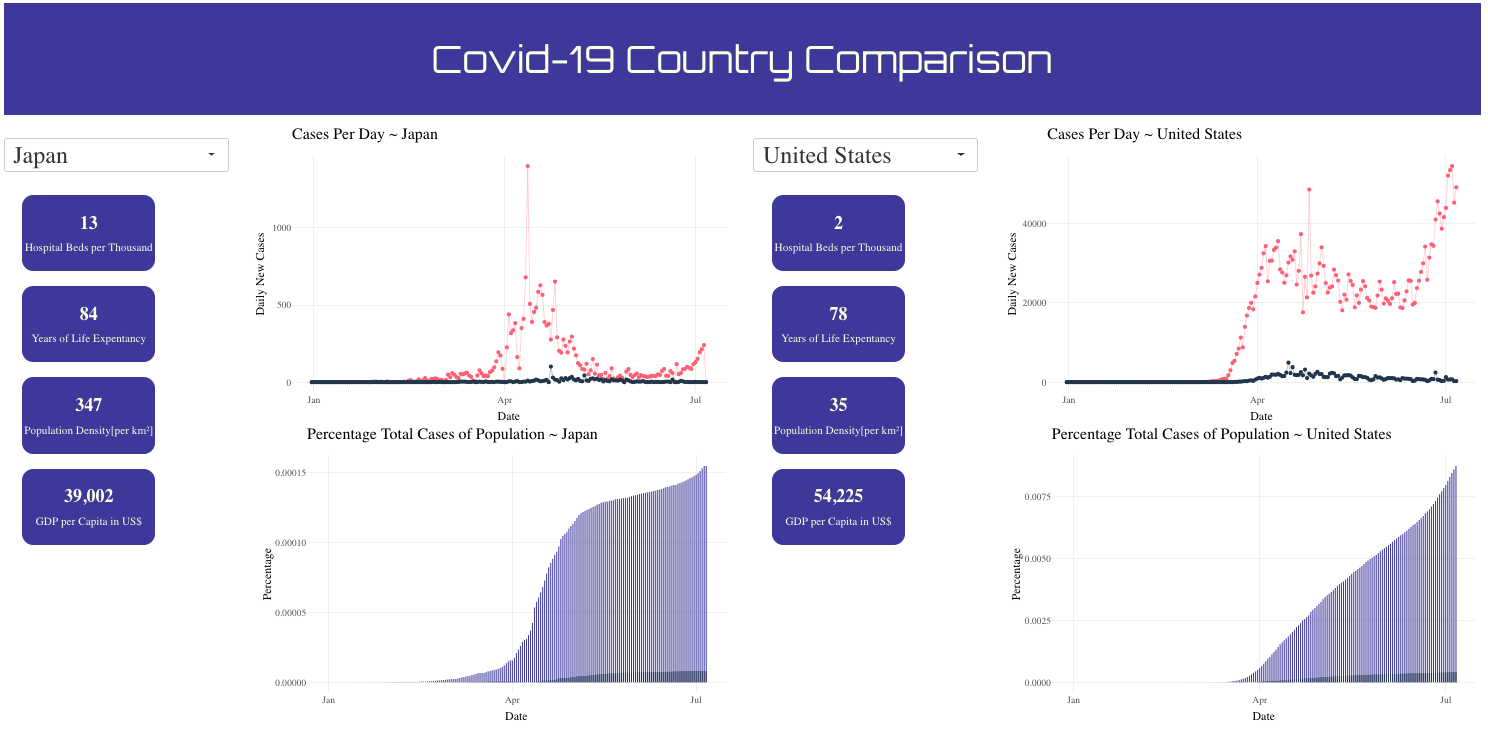 Covid-19 Country Comparison
Japan
13
Hospital Beds per Thousand
84
Years of Life Expentancy
347
Population Density[per km²]
39,002
GDP per Capita in US$
Cases Per Day ~ Japan
Daily New Cases
1000
500
0
Jan Apr Jul
Date
Percentage Total Cases of Population ~ Japan
Percentage
0.00015
0.00010
0.00005
0.00000
Jan Apr Jul
Date
United States
2
Hospital Beds per Thousand
78
Years of Life Expentancy
35
Population Density[per km²]
54,225
GDP per Capita in US$
Cases Per Day ~ United States
Daily New Cases
40000
20000
0
Jan Apr Jul
Date
Percentage Total Cases of Population ~ United States
Percentage
0.0075
0.0050
0.0025
0.0000
Jan Apr Jul
Date